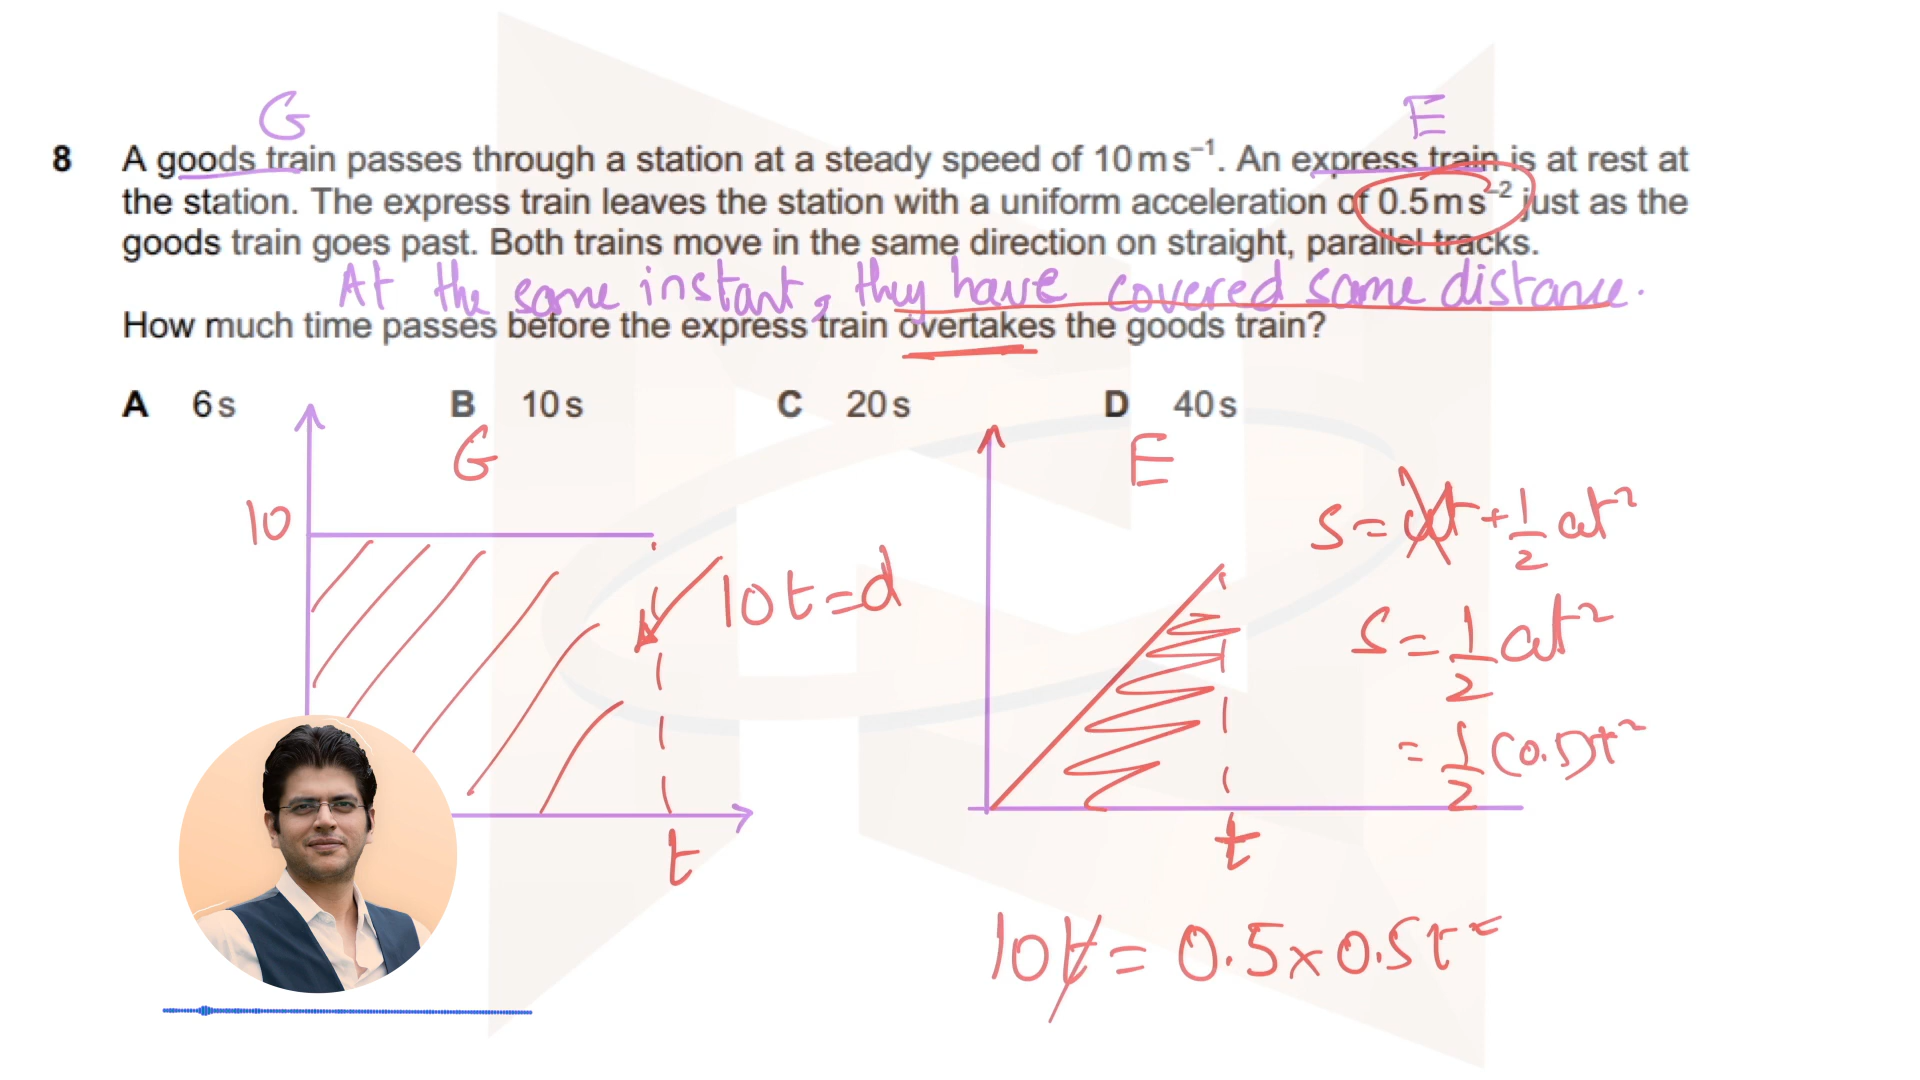 G
E
8 A goods train passes through a station at a steady speed of 10 m s⁻¹. An express train is at rest at
the station. The express train leaves the station with a uniform acceleration of 0.5 m s⁻² just as the
goods train goes past. Both trains move in the same direction on straight, parallel tracks.
At the same instant, they have covered same distance.
How much time passes before the express train overtakes the goods train?
A 6 s B 10 s C 20 s D 40 s
G
E
10
S = ut + 1/2 at²
10t = d
S = 1/2 at²
= 1/2 (0.5)t²
t
t
10t = 0.5 × 0.5t²